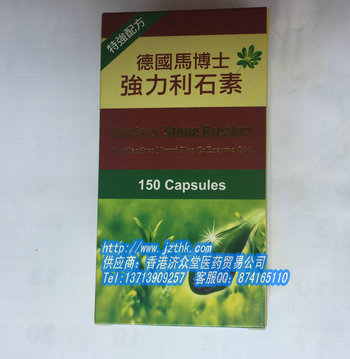 特強配方
德國馬博士
強力利石素
Stone Breaker
150 Capsules
http://www.jzthk.com
供应商：香港济众堂医药贸易公司
Tel:13713909257 客服QQ：874165110